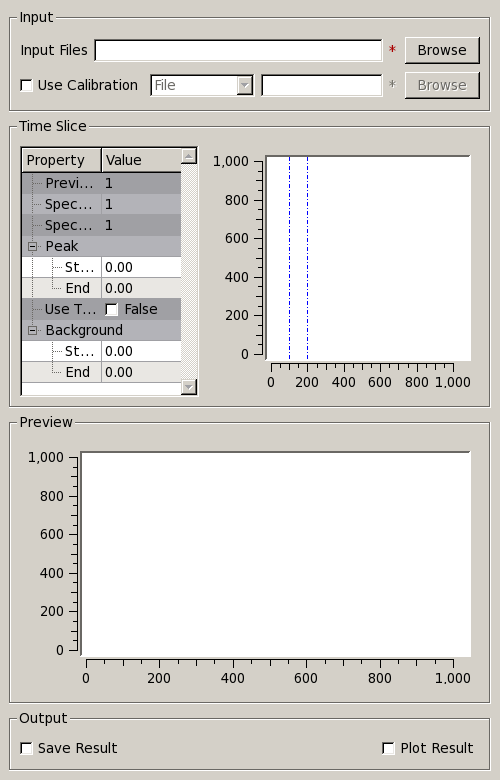 Input
Input Files * Browse
Use Calibration File * Browse
Time Slice
Property Value
Previ... 1
Spec... 1
Spec... 1
Peak
St... 0.00
End 0.00
Use T... False
Background
St... 0.00
End 0.00
1,000
800
600
400
200
0
0 200 400 600 800 1,000
Preview
1,000
800
600
400
200
0
0 200 400 600 800 1,000
Output
Save Result Plot Result